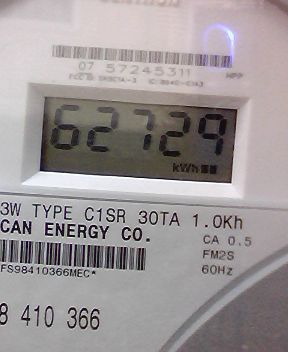 07 57245311 MPP
62729
kWh
3W TYPE C1SR 30TA 1.0Kh
CAN ENERGY CO. CA 0.5
FS98410366MEC* FM2S
60Hz
8 410 366